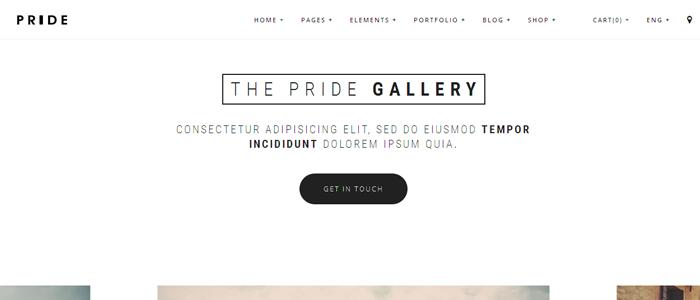 PRIDE
HOME + PAGES + ELEMENTS + PORTFOLIO + BLOG + SHOP + CART(0) + ENG +
THE PRIDE GALLERY
CONSECTETUR ADIPISICING ELIT, SED DO EIUSMOD TEMPOR
INCIDIDUNT DOLOREM IPSUM QUIA.
GET IN TOUCH